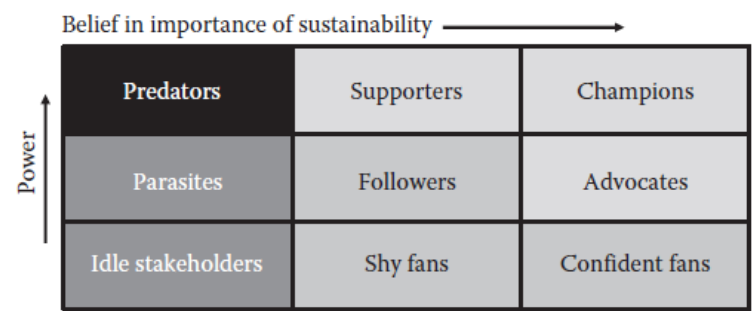 Belief in importance of sustainability
Predators
Supporters
Champions
Power
Parasites
Followers
Advocates
Idle stakeholders
Shy fans
Confident fans